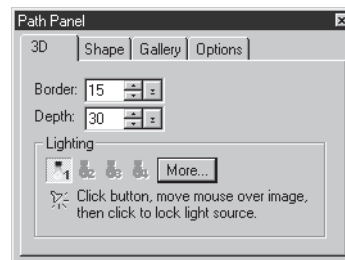 Path Panel
3D Shape Gallery Options
Border: 15
Depth: 30
Lighting
1 2 3 4 More...
Click button, move mouse over image,
then click to lock light source.